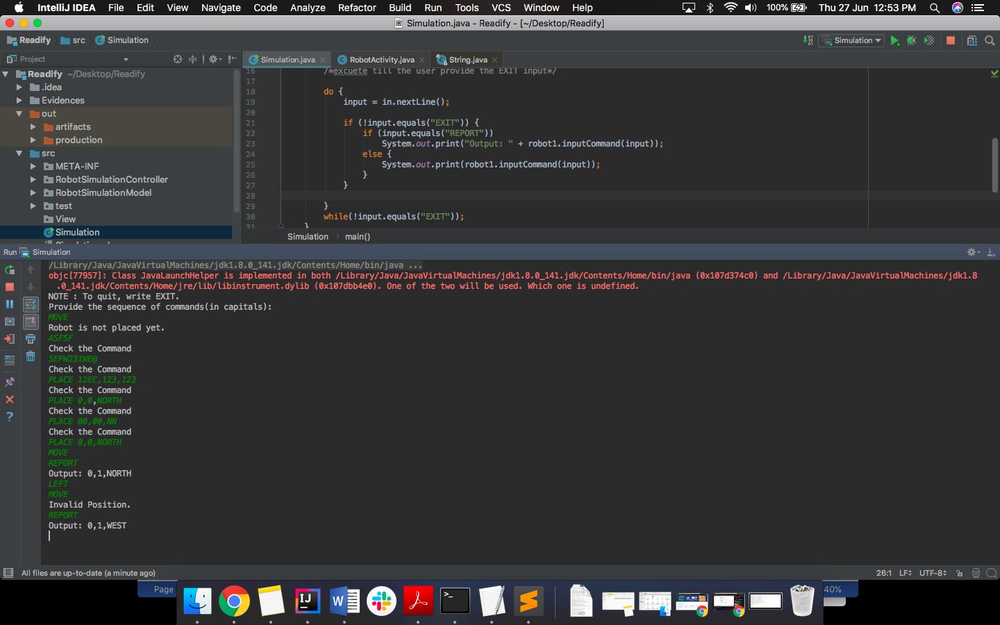 IntelliJ IDEA File Edit View Navigate Code Analyze Refactor Build Run Tools VCS Window Help 100% Thu 27 Jun 12:53 PM
Simulation.java - Readify - [~/Desktop/Readify]
Readify src Simulation Simulation
Project
Simulation.java RobotActivity.java String.java
Readify ~/Desktop/Readify
.idea
Evidences
out
artifacts
production
src
META-INF
RobotSimulationController
RobotSimulationModel
test
View
Simulation
16 /*excuete till the user provide the EXIT input*/
17
18 do {
19 input = in.nextLine();
20
21 if (!input.equals("EXIT")) {
22 if (input.equals("REPORT"))
23 System.out.print("Output: " + robot1.inputCommand(input));
24 else {
25 System.out.print(robot1.inputCommand(input));
26 }
27 }
28
29 }
30 while(!input.equals("EXIT"));
31 }
Simulation main()
Run Simulation
/Library/Java/JavaVirtualMachines/jdk1.8.0_141.jdk/Contents/Home/bin/java ...
objc[77957]: Class JavaLaunchHelper is implemented in both /Library/Java/JavaVirtualMachines/jdk1.8.0_141.jdk/Contents/Home/bin/java (0x107d374c0) and /Library/Java/JavaVirtualMachines/jdk1.8
.0_141.jdk/Contents/Home/jre/lib/libinstrument.dylib (0x107dbb4e0). One of the two will be used. Which one is undefined.
NOTE : To quit, write EXIT.
Provide the sequence of commands(in capitals):
MOVE
Robot is not placed yet.
ASFSF
Check the Command
SEFW231WE@
Check the Command
PLACE 12EC,123,123
Check the Command
PLACE 0,0,NORTH
Check the Command
PLACE 00,00,NN
Check the Command
PLACE 0,0,NORTH
MOVE
REPORT
Output: 0,1,NORTH
LEFT
MOVE
Invalid Position.
REPORT
Output: 0,1,WEST
All files are up-to-date (a minute ago) 26:1 LF UTF-8
Page 40%